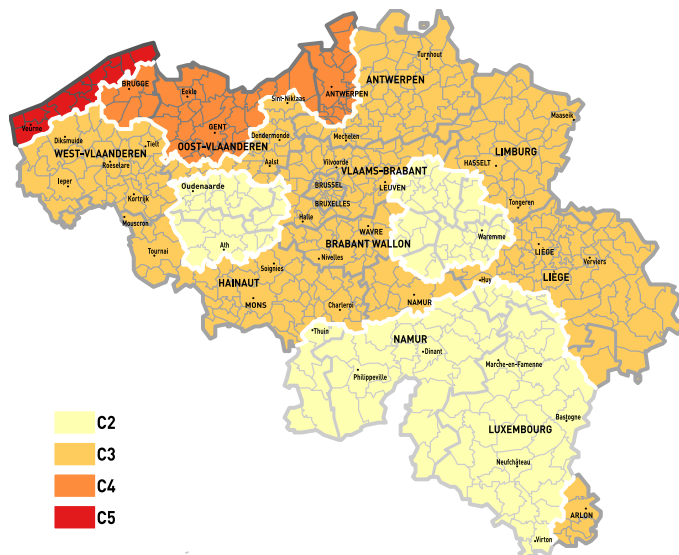 Turnhout
ANTWERPEN
BRUGGE
Eeklo
ANTWERPEN
Sint-Niklaas
Maaseik
Veurne
GENT
Diksmuide
Tielt
OOST-VLAANDEREN
Dendermonde
Mechelen
WEST-VLAANDEREN
Roeselare
Aalst
Vilvoorde
HASSELT
LIMBURG
VLAAMS-BRABANT
Ieper
Oudenaarde
BRUSSEL
LEUVEN
Kortrijk
BRUXELLES
Tongeren
Mouscron
Halle
WAVRE
Waremme
Ath
BRABANT WALLON
LIÈGE
Tournai
Nivelles
Verviers
Soignies
LIÈGE
HAINAUT
Huy
MONS
NAMUR
Charleroi
Thuin
NAMUR
Dinant
Marche-en-Famenne
Philippeville
C2
Bastogne
LUXEMBOURG
C3
Neufchâteau
C4
C5
ARLON
Virton